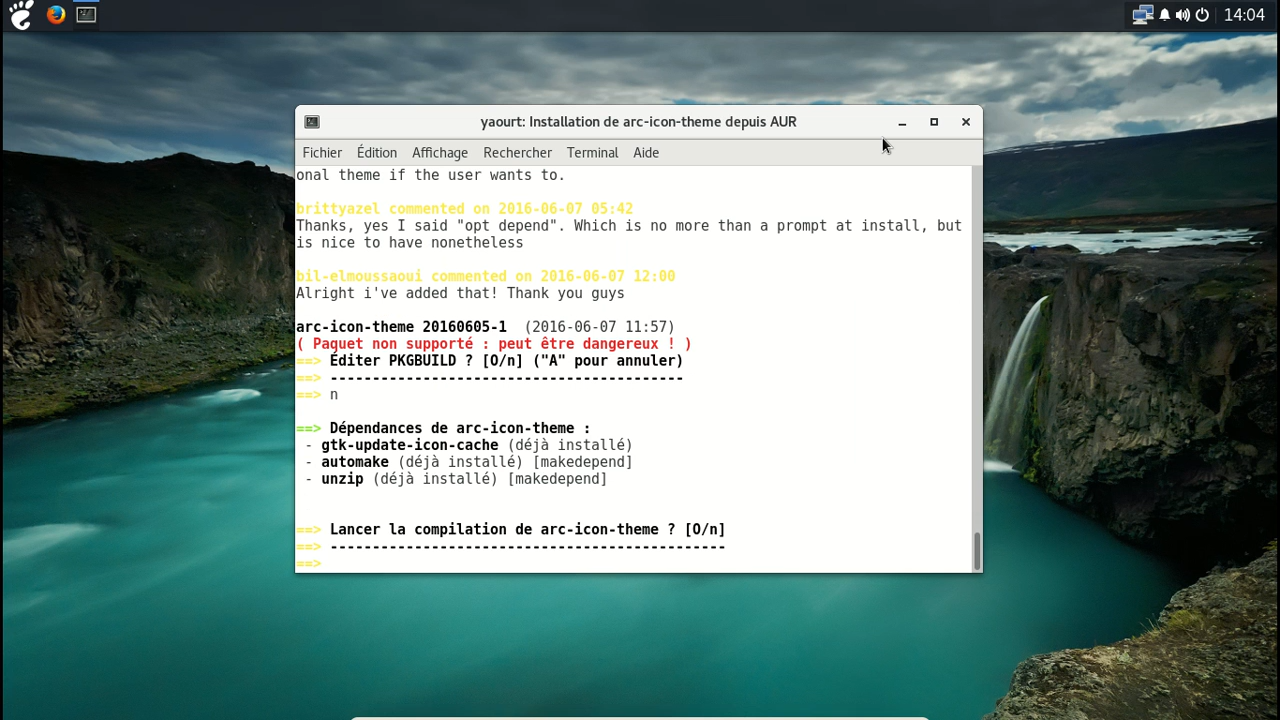 14:04
yaourt: Installation de arc-icon-theme depuis AUR
Fichier Édition Affichage Rechercher Terminal Aide
onal theme if the user wants to.
brittyazel commented on 2016-06-07 05:42
Thanks, yes I said "opt depend". Which is no more than a prompt at install, but
is nice to have nonetheless
bil-elmoussaoui commented on 2016-06-07 12:00
Alright i've added that! Thank you guys
arc-icon-theme 20160605-1 (2016-06-07 11:57)
( Paquet non supporté : peut être dangereux ! )
==> Éditer PKGBUILD ? [O/n] ("A" pour annuler)
==> ------------------------------------------
==> n
==> Dépendances de arc-icon-theme :
- gtk-update-icon-cache (déjà installé)
- automake (déjà installé) [makedepend]
- unzip (déjà installé) [makedepend]
==> Lancer la compilation de arc-icon-theme ? [O/n]
==> -----------------------------------------------
==>